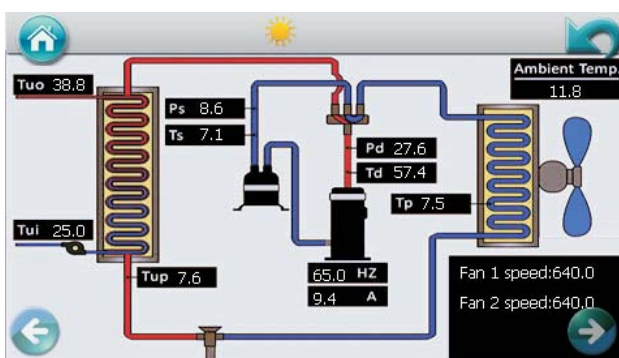 Ambient Temp.
11.8
Tuo 38.8
Ps 8.6
Ts 7.1
Pd 27.6
Td 57.4
Tp 7.5
Tui 25.0
Tup 7.6
65.0 HZ
9.4 A
Fan 1 speed:640.0
Fan 2 speed:640.0